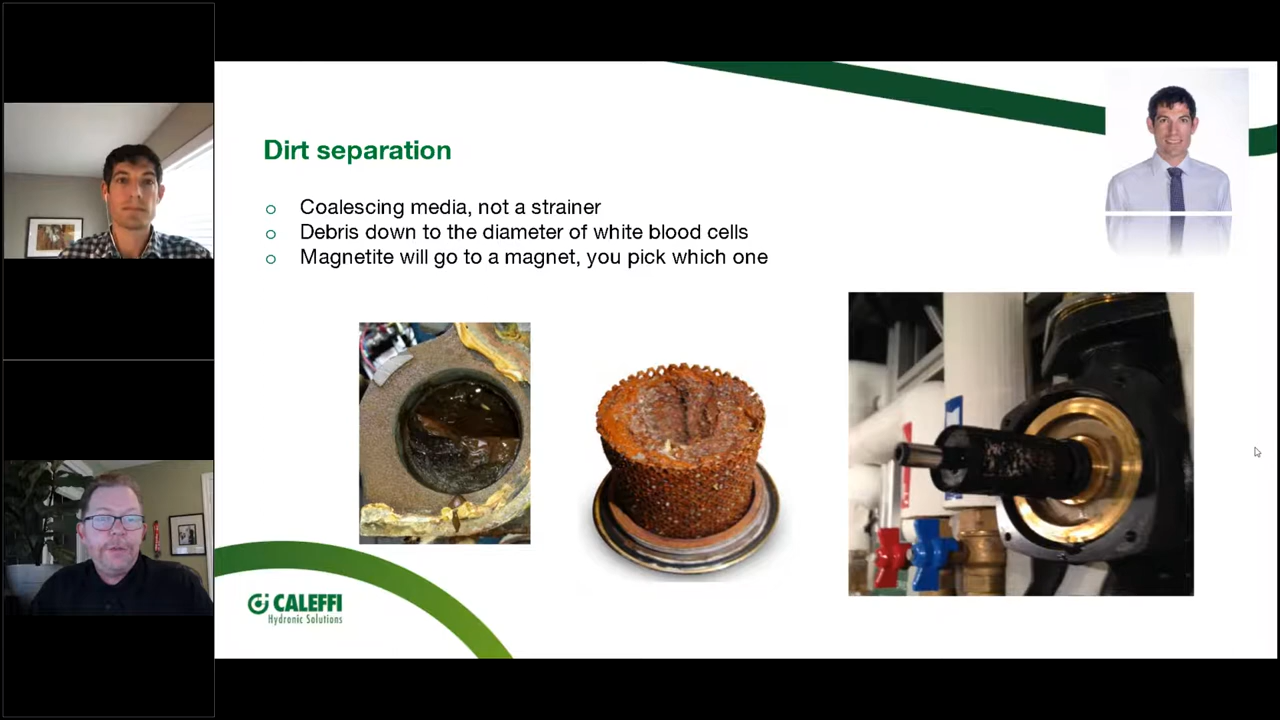 Dirt separation
Coalescing media, not a strainer
Debris down to the diameter of white blood cells
Magnetite will go to a magnet, you pick which one
CALEFFI
Hydronic Solutions